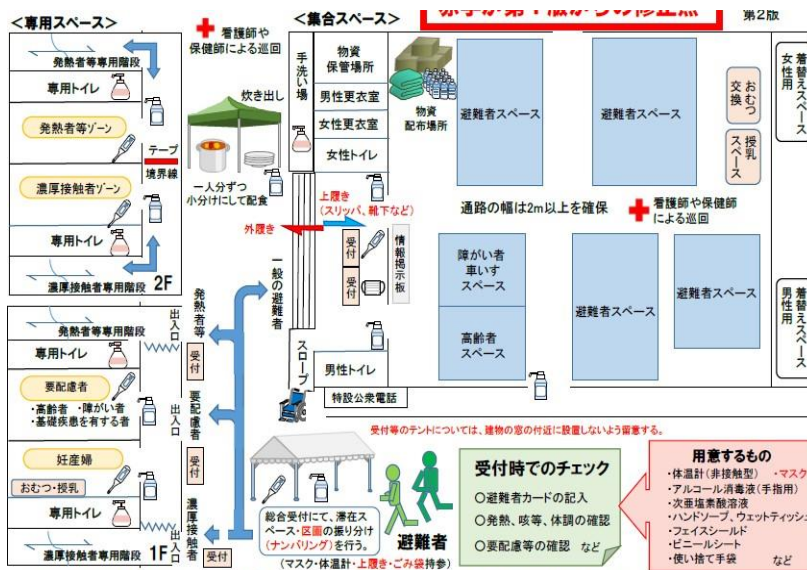 <専用スペース>
看護師や
保健師による巡回
<集合スペース>
赤字が第1版からの修正点
第2版
発熱者等専用階段
専用トイレ
発熱者等ゾーン
テープ
境界線
濃厚接触者ゾーン
専用トイレ
濃厚接触者専用階段
2F
炊き出し
一人分ずつ
小分けにして配食
手洗い場
物資
保管場所
男性更衣室
女性更衣室
女性トイレ
物資
配布場所
避難者スペース
避難者スペース
おむつ
交換
授乳
スペース
着替えスペース
女性用
上履き
(スリッパ、靴下など)
外履き
通路の幅は2m以上を確保
看護師や保健師
による巡回
受付
受付
情報掲示板
障がい者
車いす
スペース
高齢者
スペース
避難者スペース
避難者スペース
着替えスペース
男性用
一般の避難者
スロープ
男性トイレ
特設公衆電話
発熱者等専用階段
出入口
発熱者等
受付
専用トイレ
要配慮者
・高齢者 ・障がい者
・基礎疾患を有する者
出入口
要配慮者
受付
妊産婦
おむつ・授乳
専用トイレ
濃厚接触者専用階段
1F
出入口
濃厚接触者
受付
受付等のテントについては、建物の窓の付近に設置しないよう留意する。
総合受付にて、滞在ス
ペース・区画の振り分け
(ナンバリング)を行う。
避難者
(マスク・体温計・上履き・ごみ袋持参)
受付時でのチェック
○避難者カードの記入
○発熱、咳等、体調の確認
○要配慮等の確認 など
用意するもの
・体温計(非接触型) ・マスク
・アルコール消毒液(手指用)
・次亜塩素酸溶液
・ハンドソープ、ウェットティッシュ
・フェイスシールド
・ビニールシート
・使い捨て手袋 など